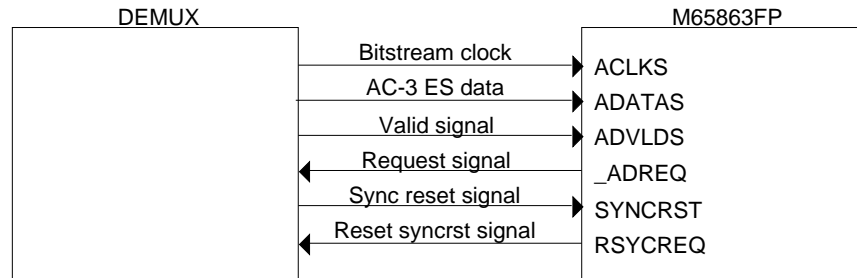 DEMUX M65863FP
Bitstream clock ACLKS
AC-3 ES data ADATAS
Valid signal ADVLDS
Request signal _ADREQ
Sync reset signal SYNCRST
Reset syncrst signal RSYCREQ